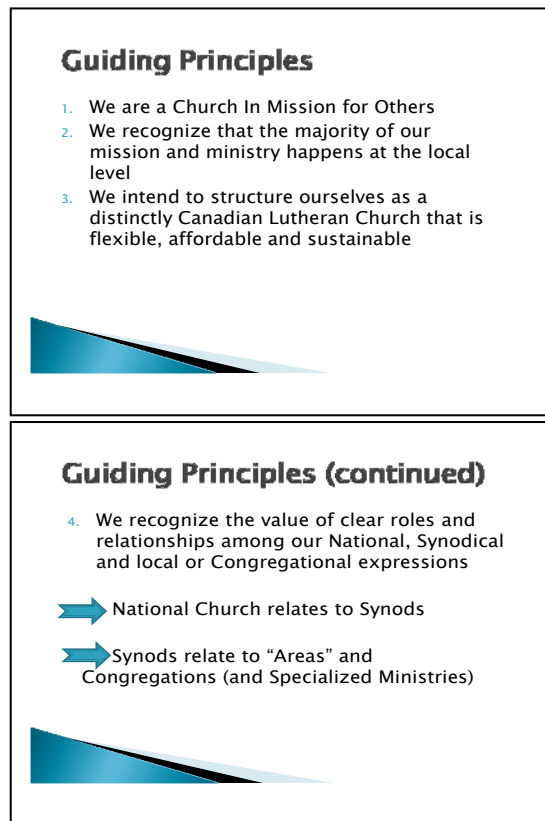 Guiding Principles
1. We are a Church In Mission for Others
2. We recognize that the majority of our
mission and ministry happens at the local
level
3. We intend to structure ourselves as a
distinctly Canadian Lutheran Church that is
flexible, affordable and sustainable
Guiding Principles (continued)
4. We recognize the value of clear roles and
relationships among our National, Synodical
and local or Congregational expressions
National Church relates to Synods
Synods relate to “Areas” and
Congregations (and Specialized Ministries)